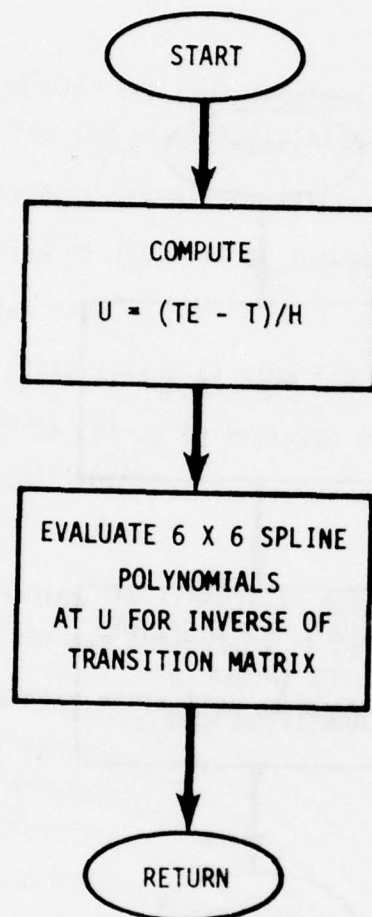 START
COMPUTE
U = (TE - T)/H
EVALUATE 6 X 6 SPLINE
POLYNOMIALS
AT U FOR INVERSE OF
TRANSITION MATRIX
RETURN